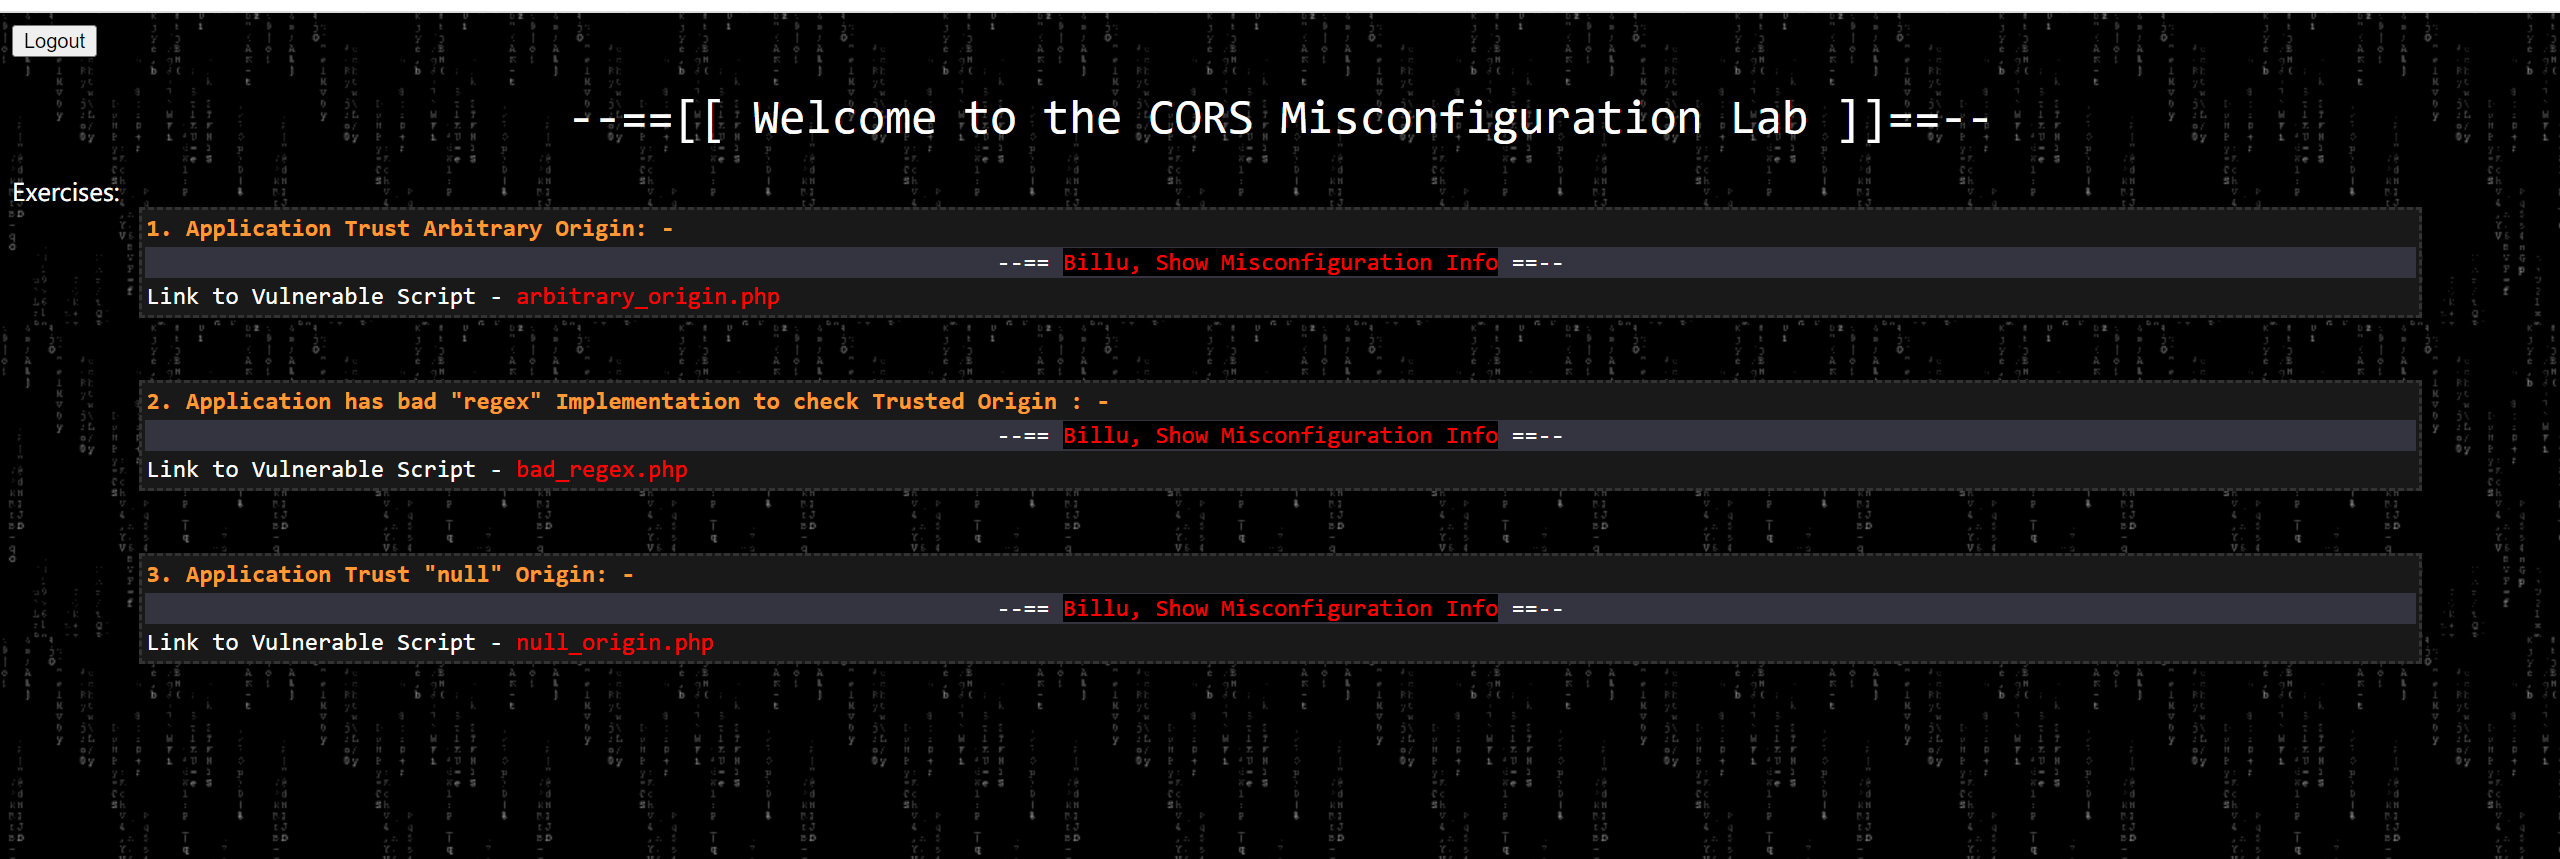 Logout
--==[[ Welcome to the CORS Misconfiguration Lab ]]==--
Exercises:
1. Application Trust Arbitrary Origin: -
--== Billu, Show Misconfiguration Info ==--
Link to Vulnerable Script - arbitrary_origin.php
2. Application has bad "regex" Implementation to check Trusted Origin : -
--== Billu, Show Misconfiguration Info ==--
Link to Vulnerable Script - bad_regex.php
3. Application Trust "null" Origin: -
--== Billu, Show Misconfiguration Info ==--
Link to Vulnerable Script - null_origin.php